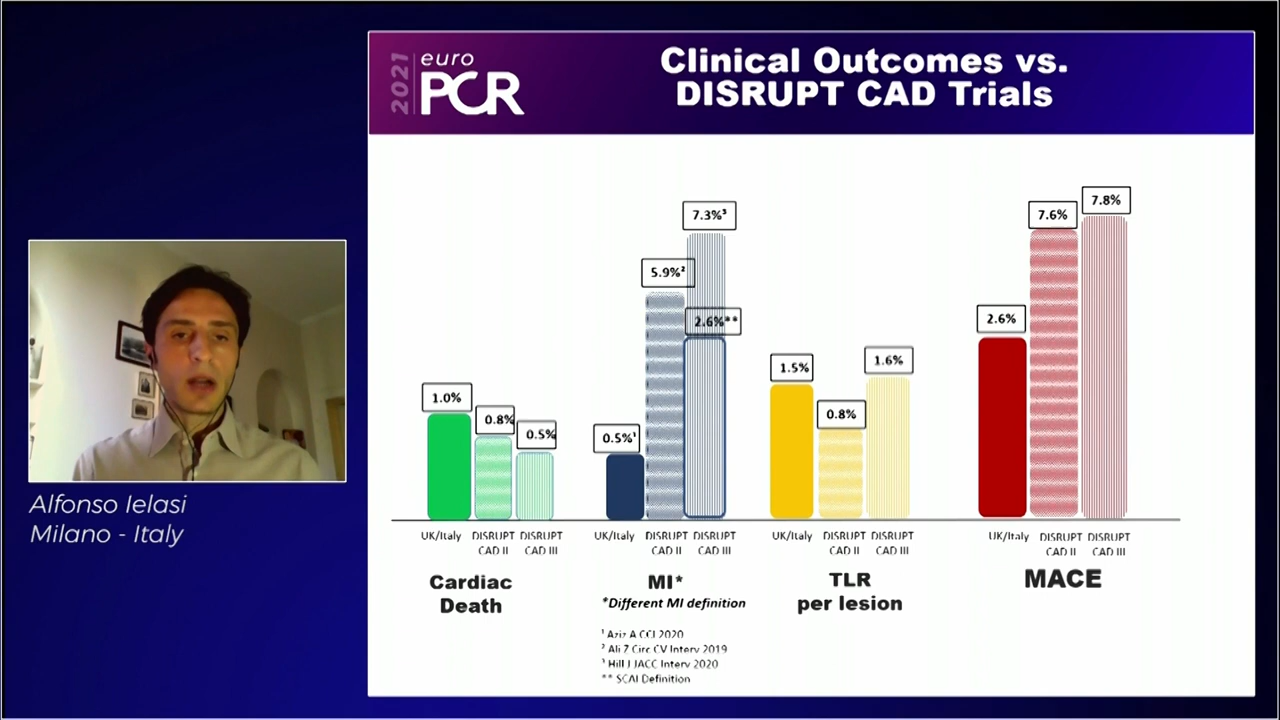 2021
euro
PCR
Clinical Outcomes vs.
DISRUPT CAD Trials
1.0%
0.8%
0.5%
0.5%¹
5.9%²
7.3%³
2.6%**
1.5%
0.8%
1.6%
2.6%
7.6%
7.8%
UK/Italy
DISRUPT
CAD II
DISRUPT
CAD III
UK/Italy
DISRUPT
CAD II
DISRUPT
CAD III
UK/Italy
DISRUPT
CAD II
DISRUPT
CAD III
UK/Italy
DISRUPT
CAD II
DISRUPT
CAD III
Cardiac
Death
MI*
*Different MI definition
TLR
per lesion
MACE
¹ Aziz A CCI 2020
² Ali Z Circ CV Interv 2019
³ Hill J JACC Interv 2020
** SCAI Definition
Alfonso Ielasi
Milano - Italy